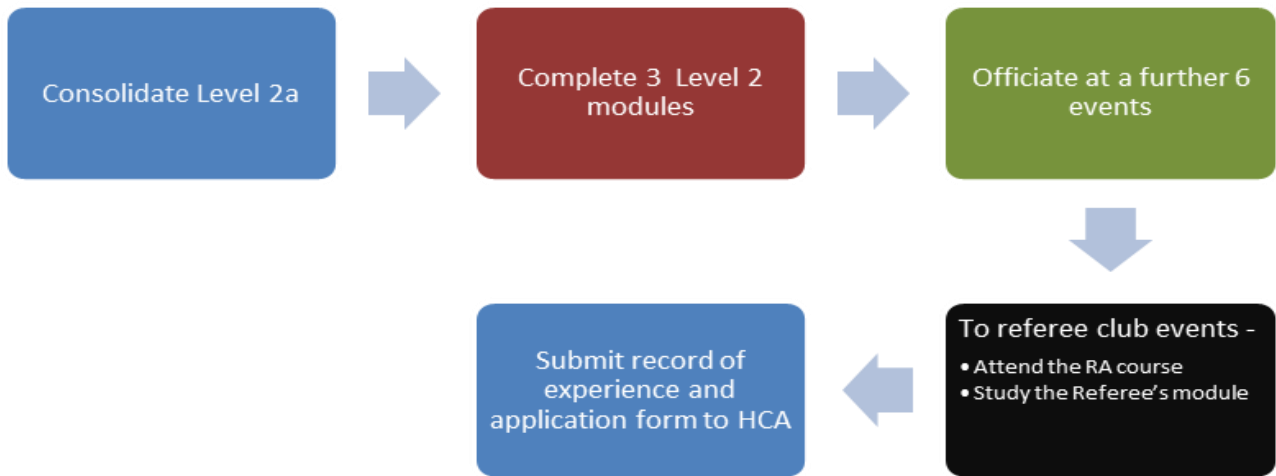 Consolidate Level 2a
Complete 3 Level 2
modules
Officiate at a further 6
events
To referee club events -
• Attend the RA course
• Study the Referee's module
Submit record of
experience and
application form to HCA